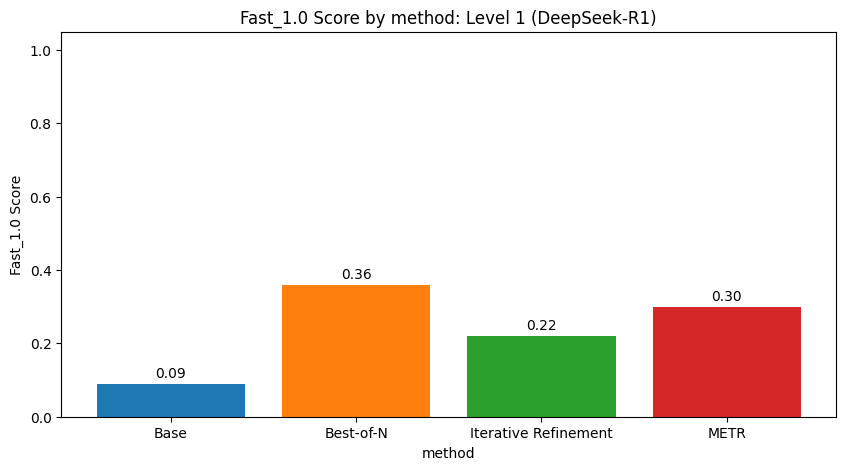 Fast_1.0 Score by method: Level 1 (DeepSeek-R1)
Fast_1.0 Score
1.0
0.8
0.6
0.4
0.2
0.0
0.09
0.36
0.22
0.30
Base
Best-of-N
Iterative Refinement
METR
method